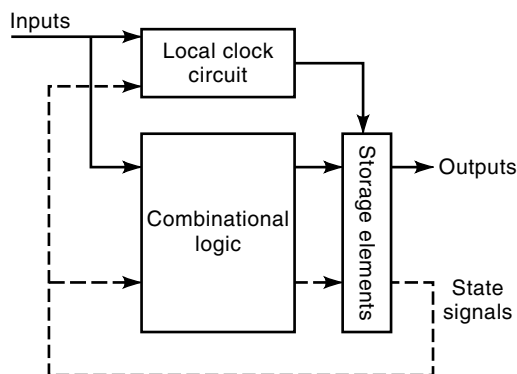 Inputs
Local clock
circuit
Combinational
logic
Storage elements
Outputs
State
signals